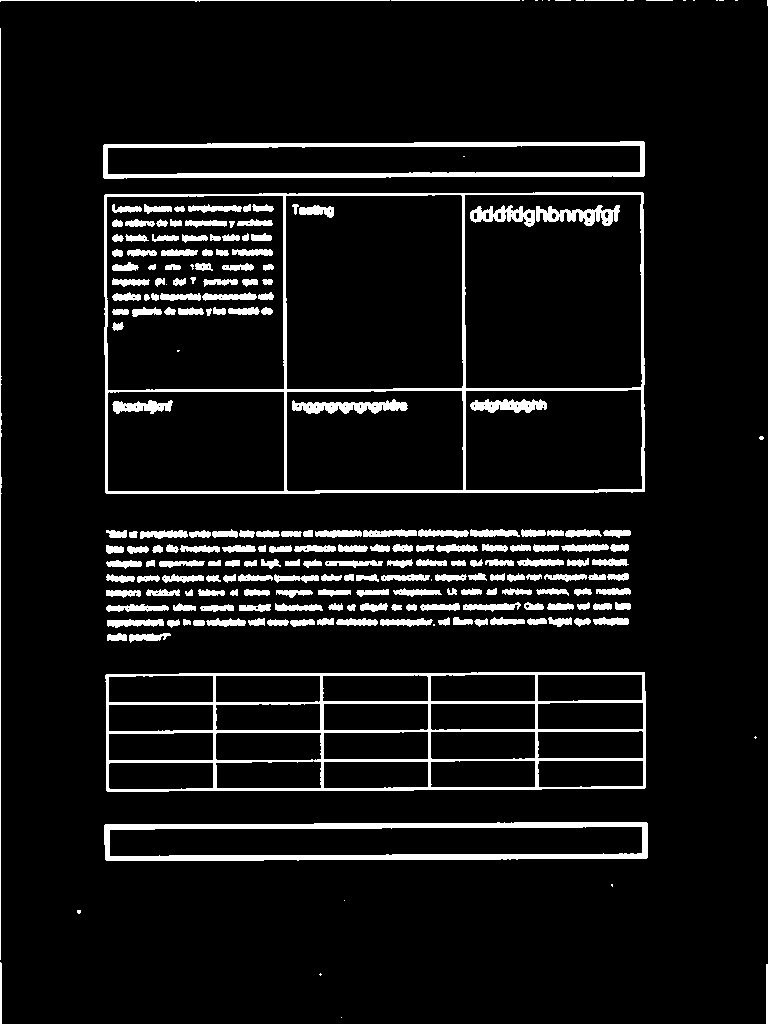 Lorem Ipsum es simplemente el texto
de relleno de las imprentas y archivos
de texto. Lorem Ipsum ha sido el texto
de relleno estándar de las industrias
desde el año 1500, cuando un
impresor (N. del T. persona que se
dedica a la imprenta) desconocido usó
una galería de textos y los mezcló de
tal
Testing
dddfdghbnngfgf
knggngngngngnkfire
dsfghfdgfghh
"Sed ut perspiciatis unde omnis iste natus error sit voluptatem accusantium doloremque laudantium, totam rem aperiam, eaque
ipsa quae ab illo inventore veritatis et quasi architecto beatae vitae dicta sunt explicabo. Nemo enim ipsam voluptatem quia
voluptas sit aspernatur aut odit aut fugit, sed quia consequuntur magni dolores eos qui ratione voluptatem sequi nesciunt.
Neque porro quisquam est, qui dolorem ipsum quia dolor sit amet, consectetur, adipisci velit, sed quia non numquam eius modi
tempora incidunt ut labore et dolore magnam aliquam quaerat voluptatem. Ut enim ad minima veniam, quis nostrum
exercitationem ullam corporis suscipit laboriosam, nisi ut aliquid ex ea commodi consequatur? Quis autem vel eum iure
reprehenderit qui in ea voluptate velit esse quam nihil molestiae consequatur, vel illum qui dolorem eum fugiat quo voluptas
nulla pariatur?"